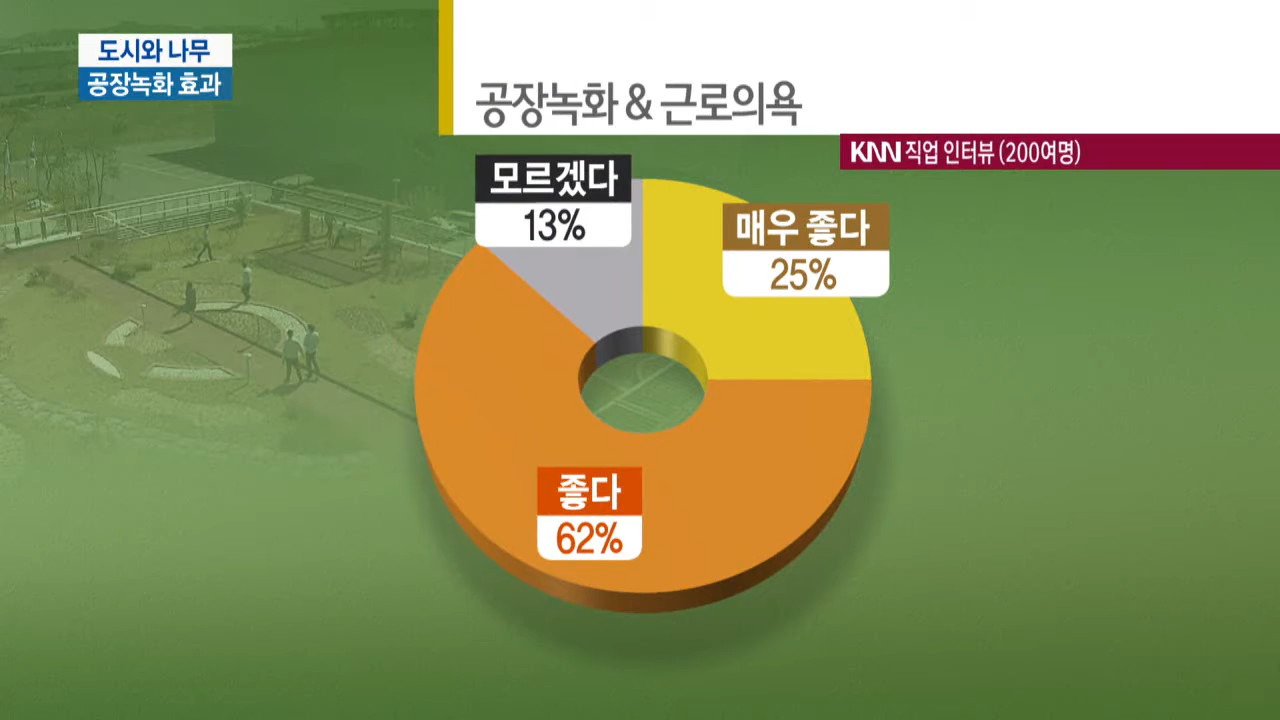 도시와 나무
공장녹화 효과
공장녹화 & 근로의욕
KNN 직업 인터뷰 (200여명)
모르겠다
13%
매우 좋다
25%
좋다
62%